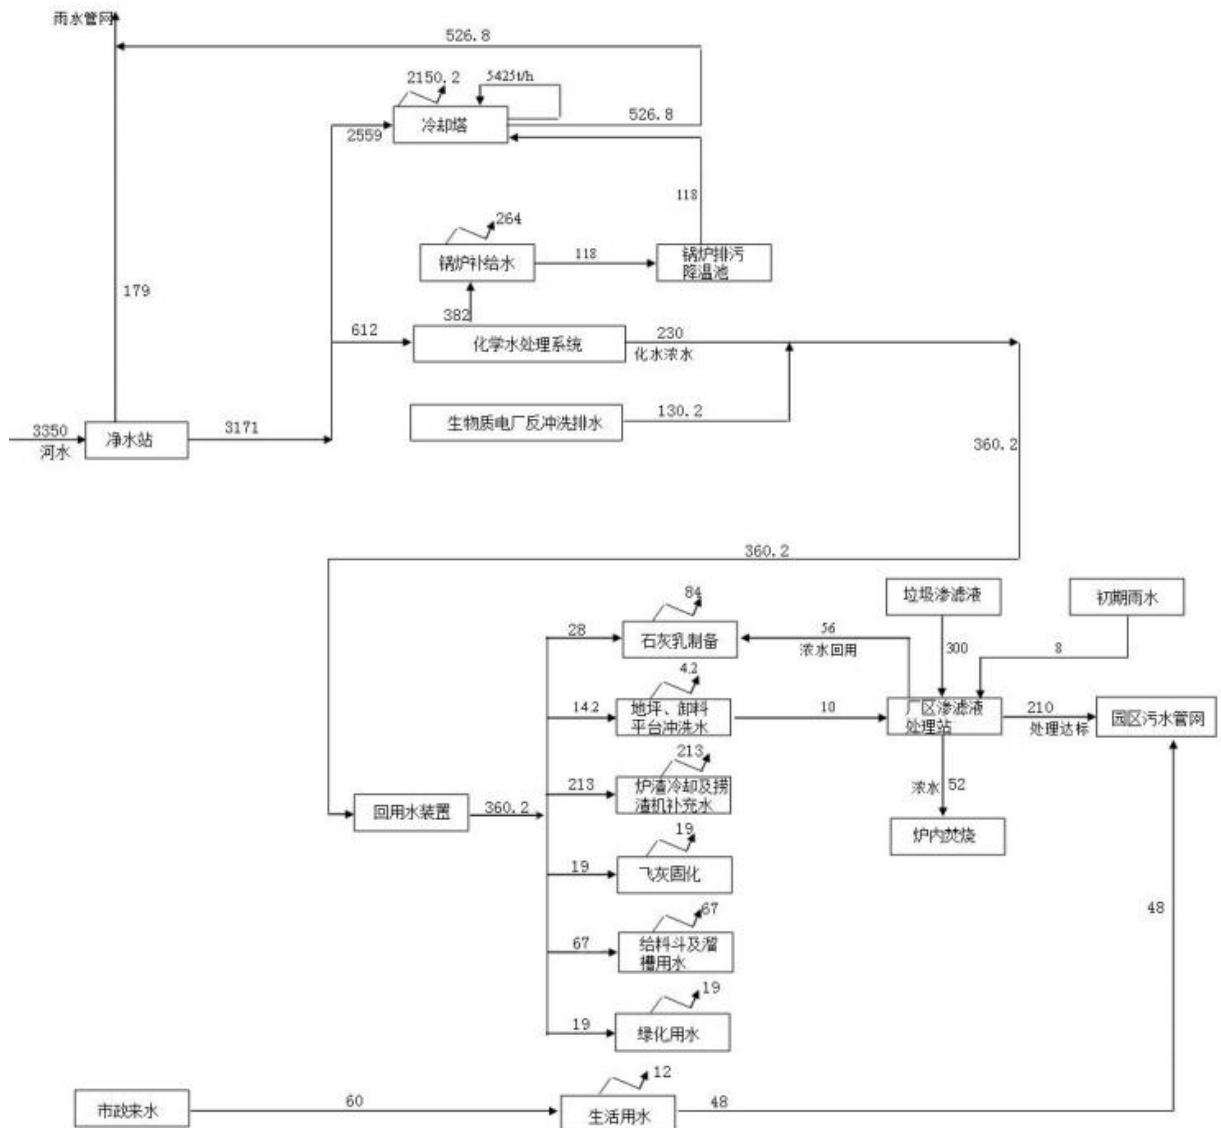 雨水管网
526.8
2150.2
5425t/h
冷却塔
526.8
2559
118
264
锅炉补给水
118
锅炉排污
降温池
179
382
612
化学水处理系统
230
化水浓水
生物质电厂反冲洗排水
130.2
3350
河水
净水站
3171
360.2
360.2
84
垃圾渗滤液
初期雨水
28
石灰乳制备
56
浓水回用
300
8
4.2
14.2
地坪、卸料
平台冲洗水
10
厂区渗滤液
处理站
210
处理达标
园区污水管网
213
213
炉渣冷却及捞
渣机补充水
浓水
52
回用水装置
360.2
炉内焚烧
19
19
飞灰固化
67
67
给料斗及溜
槽用水
48
19
19
绿化用水
12
市政来水
60
生活用水
48